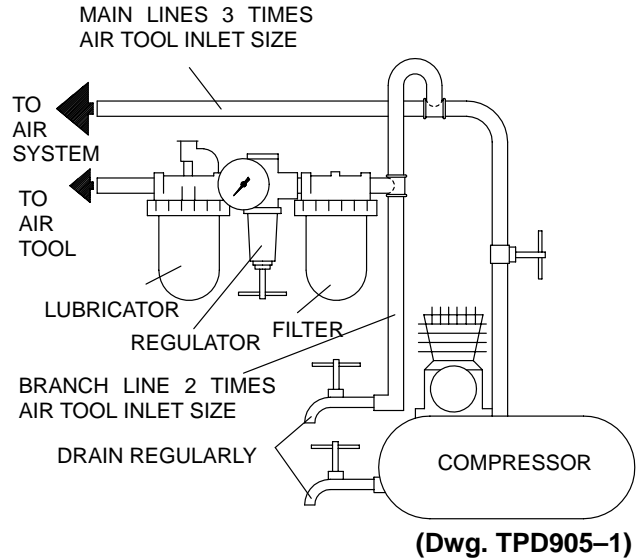 MAIN LINES 3 TIMES
AIR TOOL INLET SIZE
TO
AIR
SYSTEM
TO
AIR
TOOL
LUBRICATOR
REGULATOR
FILTER
BRANCH LINE 2 TIMES
AIR TOOL INLET SIZE
DRAIN REGULARLY
COMPRESSOR
(Dwg. TPD905–1)